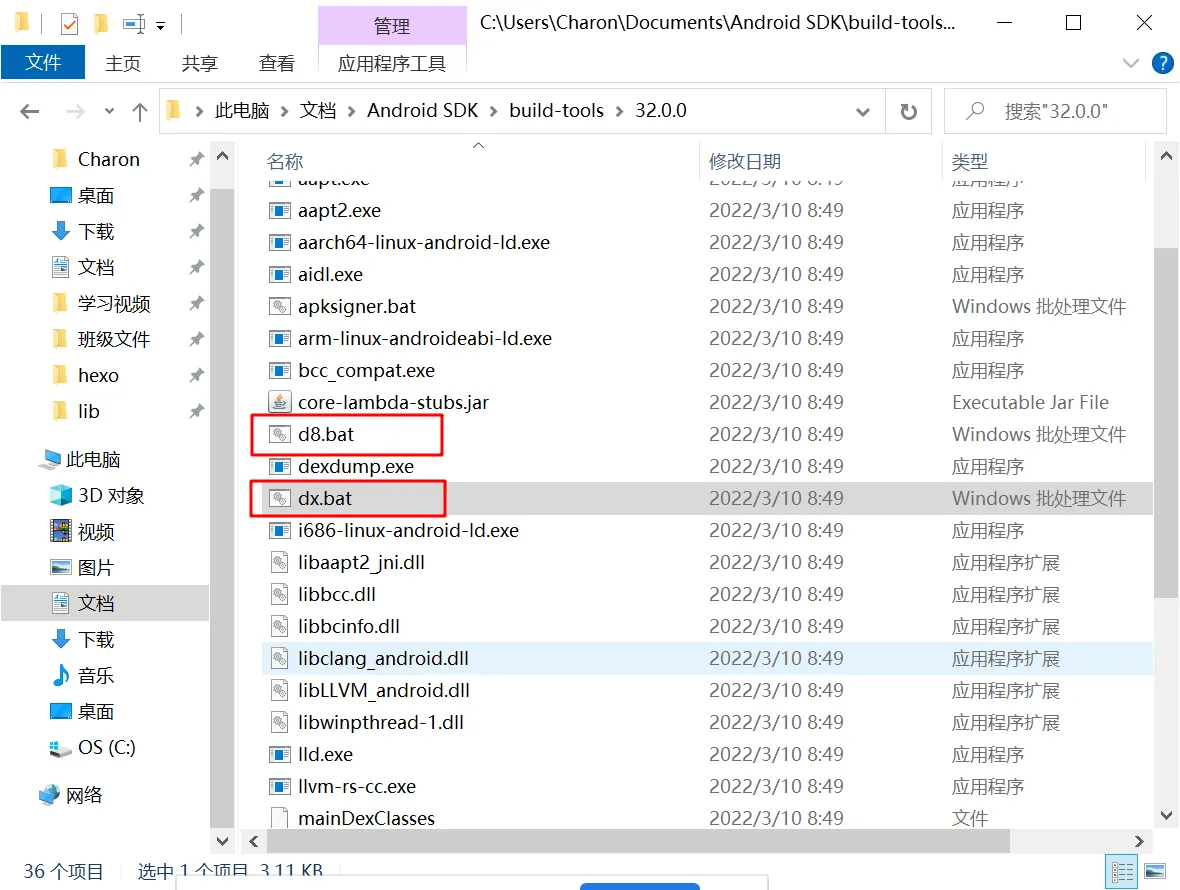 管理
C:\Users\Charon\Documents\Android SDK\build-tools...
文件 主页 共享 查看 应用程序工具
此电脑 文档 Android SDK build-tools 32.0.0
搜索"32.0.0"
Charon
桌面
下载
文档
学习视频
班级文件
hexo
lib
此电脑
3D 对象
视频
图片
文档
下载
音乐
桌面
OS (C:)
网络
名称 修改日期 类型
aapt.exe 2022/3/10 8:49 应用程序
aapt2.exe 2022/3/10 8:49 应用程序
aarch64-linux-android-ld.exe 2022/3/10 8:49 应用程序
aidl.exe 2022/3/10 8:49 应用程序
apksigner.bat 2022/3/10 8:49 Windows 批处理文件
arm-linux-androideabi-ld.exe 2022/3/10 8:49 应用程序
bcc_compat.exe 2022/3/10 8:49 应用程序
core-lambda-stubs.jar 2022/3/10 8:49 Executable Jar File
d8.bat 2022/3/10 8:49 Windows 批处理文件
dexdump.exe 2022/3/10 8:49 应用程序
dx.bat 2022/3/10 8:49 Windows 批处理文件
i686-linux-android-ld.exe 2022/3/10 8:49 应用程序
libaapt2_jni.dll 2022/3/10 8:49 应用程序扩展
libbcc.dll 2022/3/10 8:49 应用程序扩展
libbcinfo.dll 2022/3/10 8:49 应用程序扩展
libclang_android.dll 2022/3/10 8:49 应用程序扩展
libLLVM_android.dll 2022/3/10 8:49 应用程序扩展
libwinpthread-1.dll 2022/3/10 8:49 应用程序扩展
lld.exe 2022/3/10 8:49 应用程序
llvm-rs-cc.exe 2022/3/10 8:49 应用程序
mainDexClasses 2022/3/10 8:49 文件
36 个项目 选中 1 个项目 3.11 KB